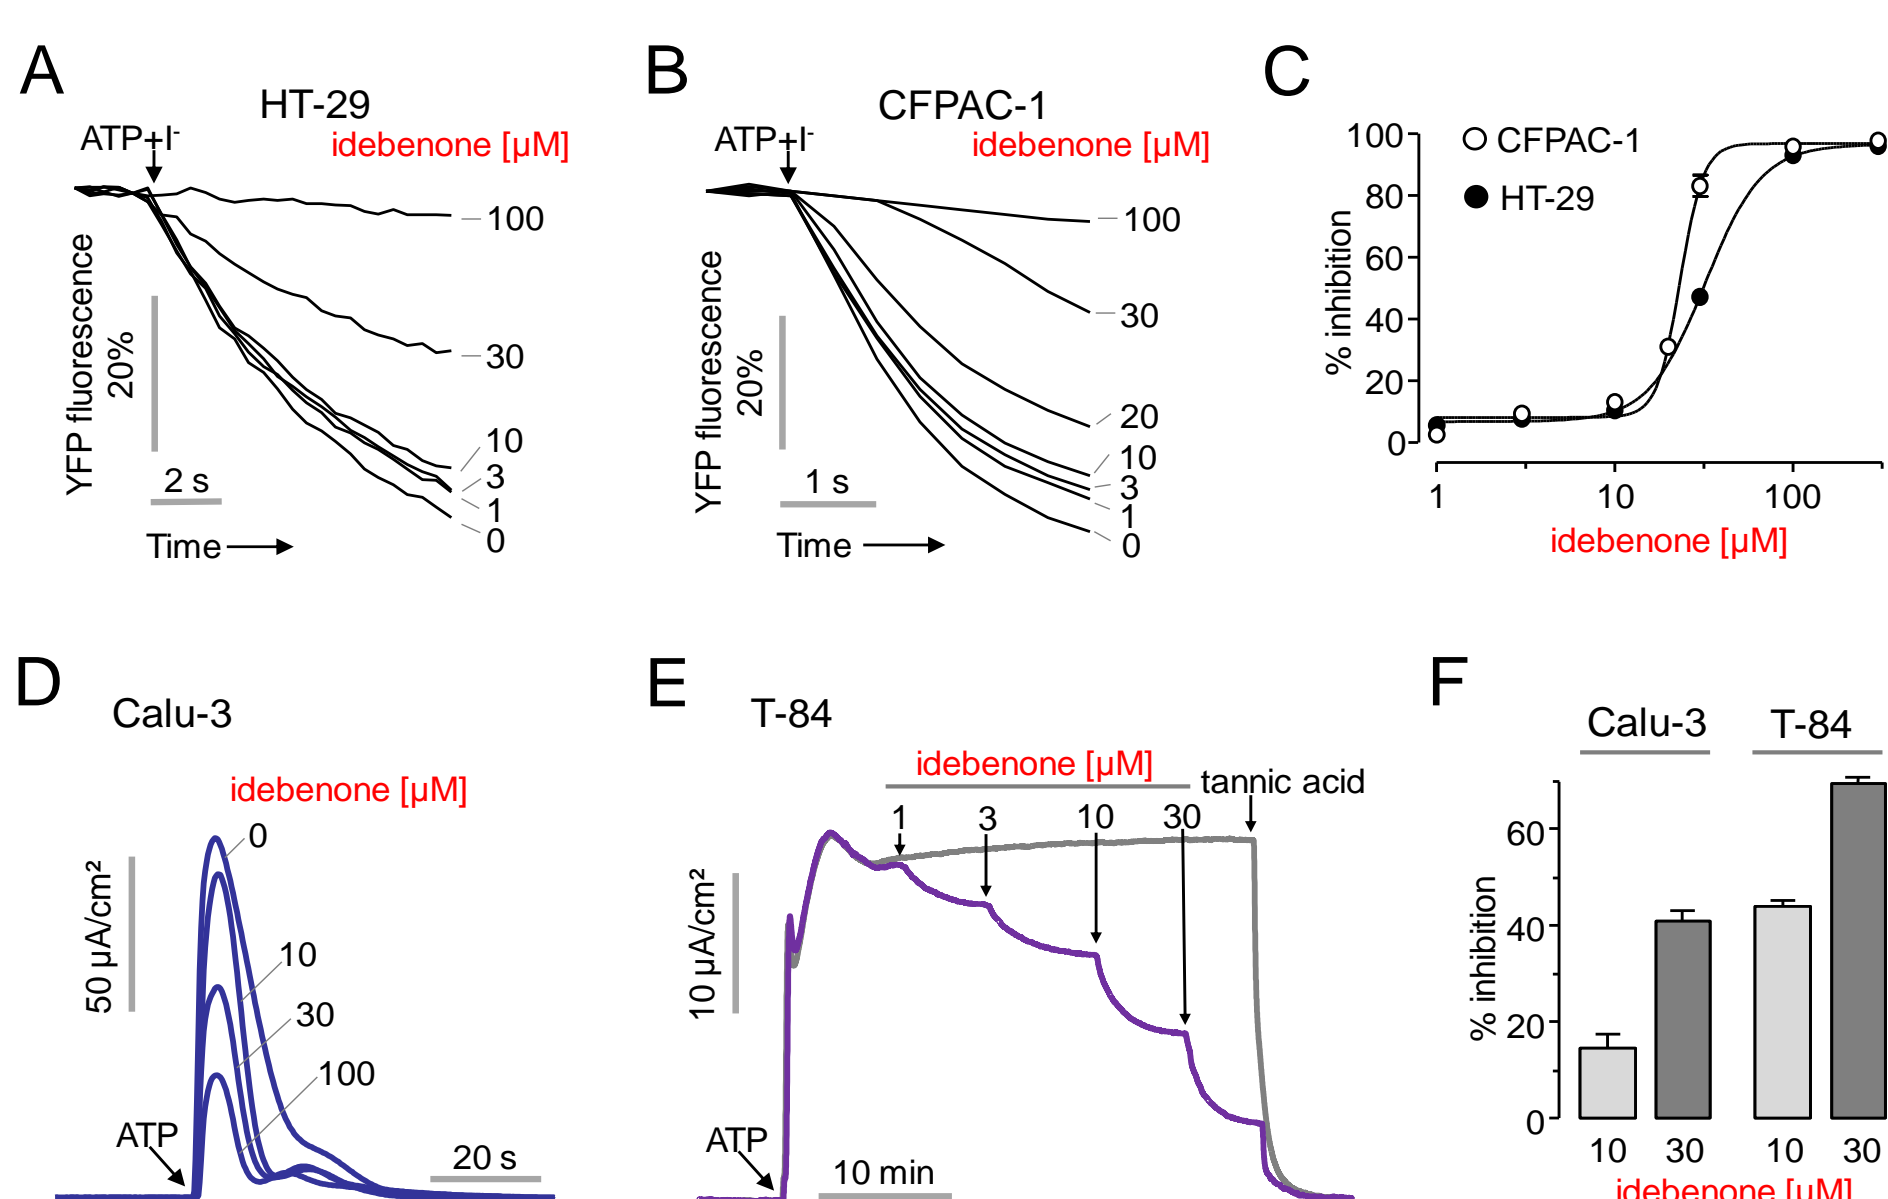 A
HT-29
ATP+I-
idebenone [µM]
100
30
10
3
1
0
YFP fluorescence
20%
2 s
Time
B
CFPAC-1
ATP+I-
idebenone [µM]
100
30
20
10
3
1
0
YFP fluorescence
20%
1 s
Time
C
100
80
60
40
20
0
% inhibition
CFPAC-1
HT-29
1
10
100
idebenone [µM]
D
Calu-3
idebenone [µM]
0
10
30
100
50 µA/cm²
ATP
20 s
E
T-84
idebenone [µM]
tannic acid
1
3
10
30
10 µA/cm²
ATP
10 min
F
Calu-3
T-84
60
40
20
0
% inhibition
10
30
10
30
idebenone [µM]